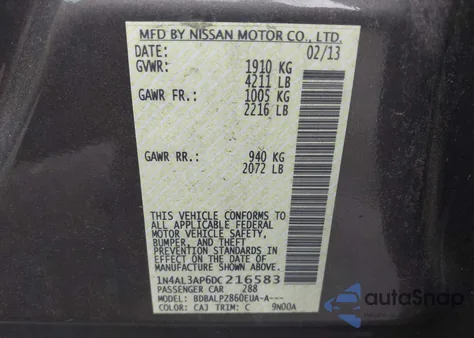 MFD BY NISSAN MOTOR CO., LTD.
DATE: 02/13
GVWR: 1910 KG
4211 LB
GAWR FR.: 1005 KG
2216 LB
GAWR RR.: 940 KG
2072 LB
THIS VEHICLE CONFORMS TO
ALL APPLICABLE FEDERAL
MOTOR VEHICLE SAFETY,
BUMPER, AND THEFT
PREVENTION STANDARDS IN
EFFECT ON THE DATE OF
MANUFACTURE SHOWN ABOVE.
1N4AL3AP6DC216583
PASSENGER CAR 288
MODEL: BDBALPZB60EUA-A---
COLOR: CAJ TRIM: C 9N00A
autoSnap